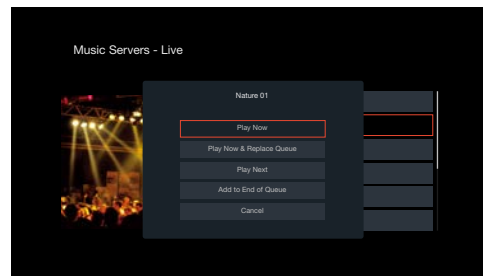 Music Servers - Live
Nature 01
Play Now
Play Now & Replace Queue
Play Next
Add to End of Queue
Cancel